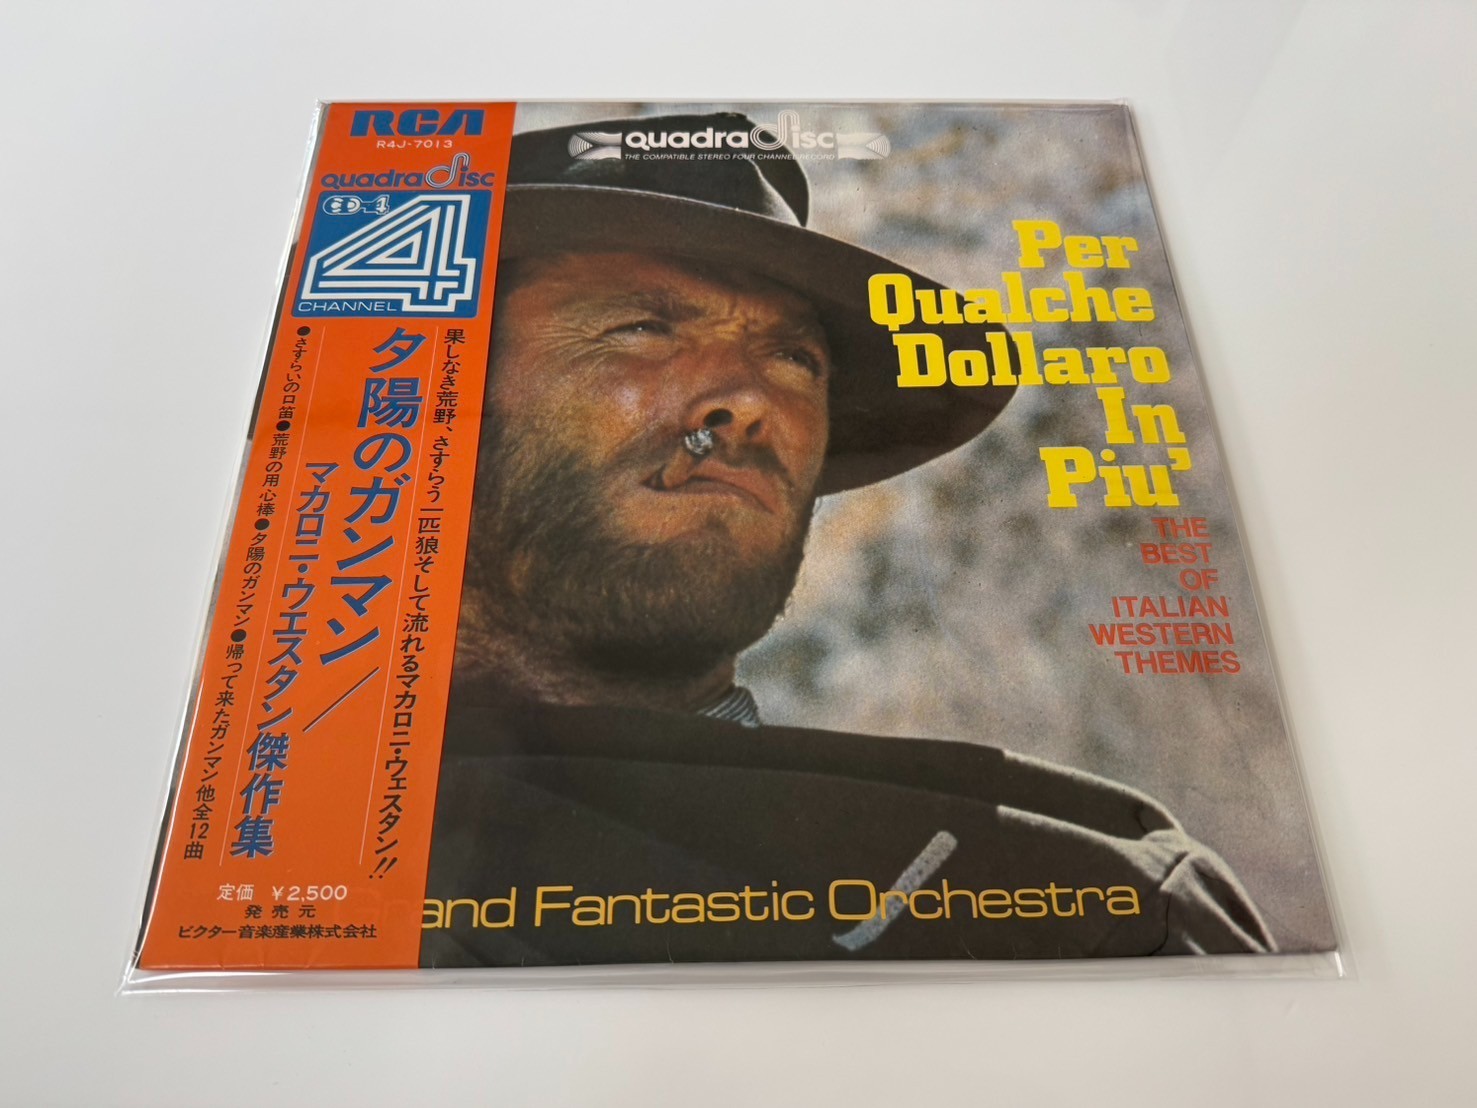 RCA
R4J-7013
quadradisc
CD-4
4
CHANNEL
果しなき荒野、さすらう一匹狼そして流れるマカロニ・ウェスタン!!
夕陽のガンマン/
マカロニ・ウエスタン傑作集
●さすらいの口笛●荒野の用心棒●夕陽のガンマン●帰って来たガンマン他全12曲
定価 ¥2,500
発売元
ビクター音楽産業株式会社
quadradisc
THE COMPATIBLE STEREO FOUR CHANNEL RECORD
Per
Qualche
Dollaro
In
Piu'
THE
BEST
OF
ITALIAN
WESTERN
THEMES
Grand Fantastic Orchestra